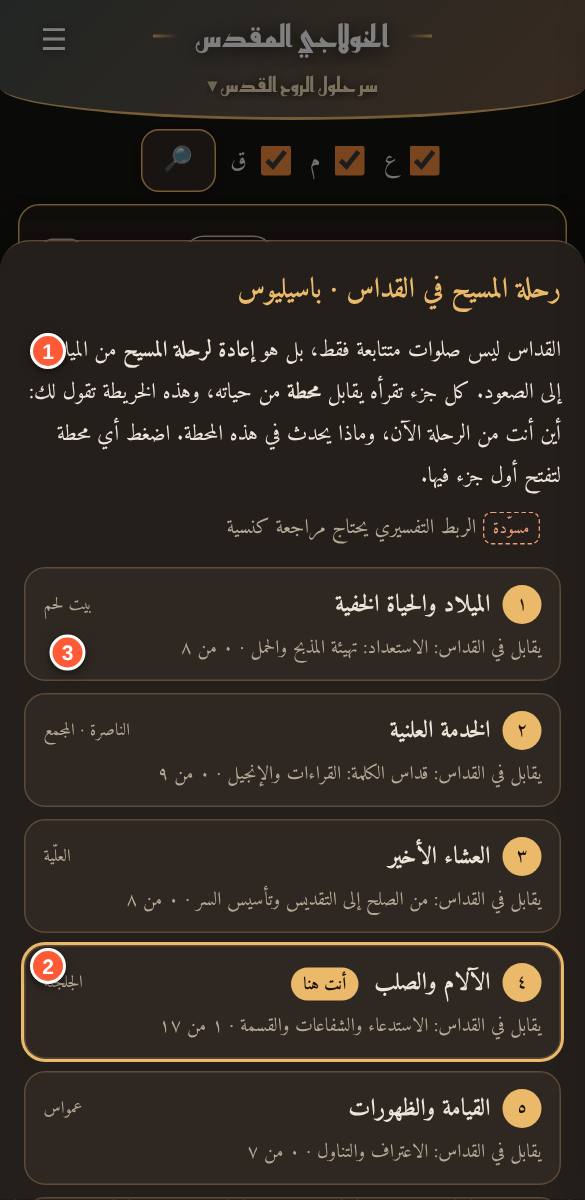 الخولاجي المقدس
سر حلول الروح القدس ▼
ع م ق
رحلة المسيح في القداس · باسيليوس
القداس ليس صلوات متتابعة فقط، بل هو إعادة لرحلة المسيح من
إلى الصعود. كل جزء تقرأه يقابل محطة من حياته، وهذه الخريطة تقول لك:
أين أنت من الرحلة الآن، وماذا يحدث في هذه المحطة. اضغط أي محطة
لتفتح أول جزء فيها.
مسوّدة الربط التفسيري يحتاج مراجعة كنسية
١ الميلاد والحياة الخفية بيت لحم
يقابل في القداس: الاستعداد: تهيئة المذبح والحمل · ٠ من ٨
٢ الخدمة العلنية الناصرة · المجمع
يقابل في القداس: قداس الكلمة: القراءات والإنجيل · ٠ من ٩
٣ العشاء الأخير العلّية
يقابل في القداس: من الصلح إلى التقديس وتأسيس السر · ٠ من ٨
٤ الآلام والصلب أنت هنا
يقابل في القداس: الاستدعاء والشفاعات والقسمة · ١ من ١٧
٥ القيامة والظهورات عمواس
يقابل في القداس: الاعتراف والتناول · ٠ من ٧
1
2
3